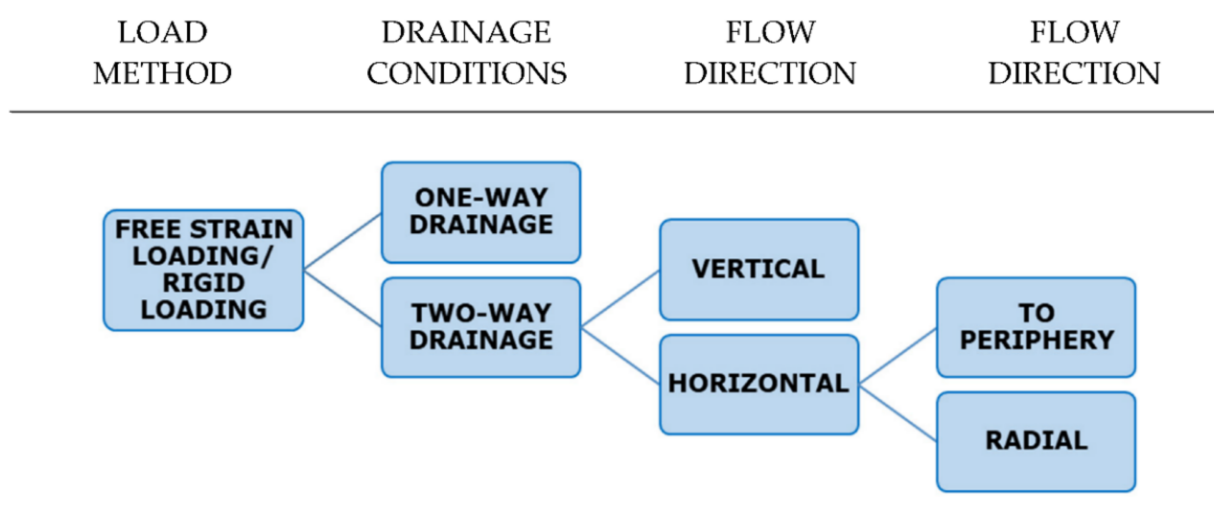 LOAD
METHOD
DRAINAGE
CONDITIONS
FLOW
DIRECTION
FLOW
DIRECTION
FREE STRAIN
LOADING/
RIGID
LOADING
ONE-WAY
DRAINAGE
TWO-WAY
DRAINAGE
VERTICAL
HORIZONTAL
TO
PERIPHERY
RADIAL